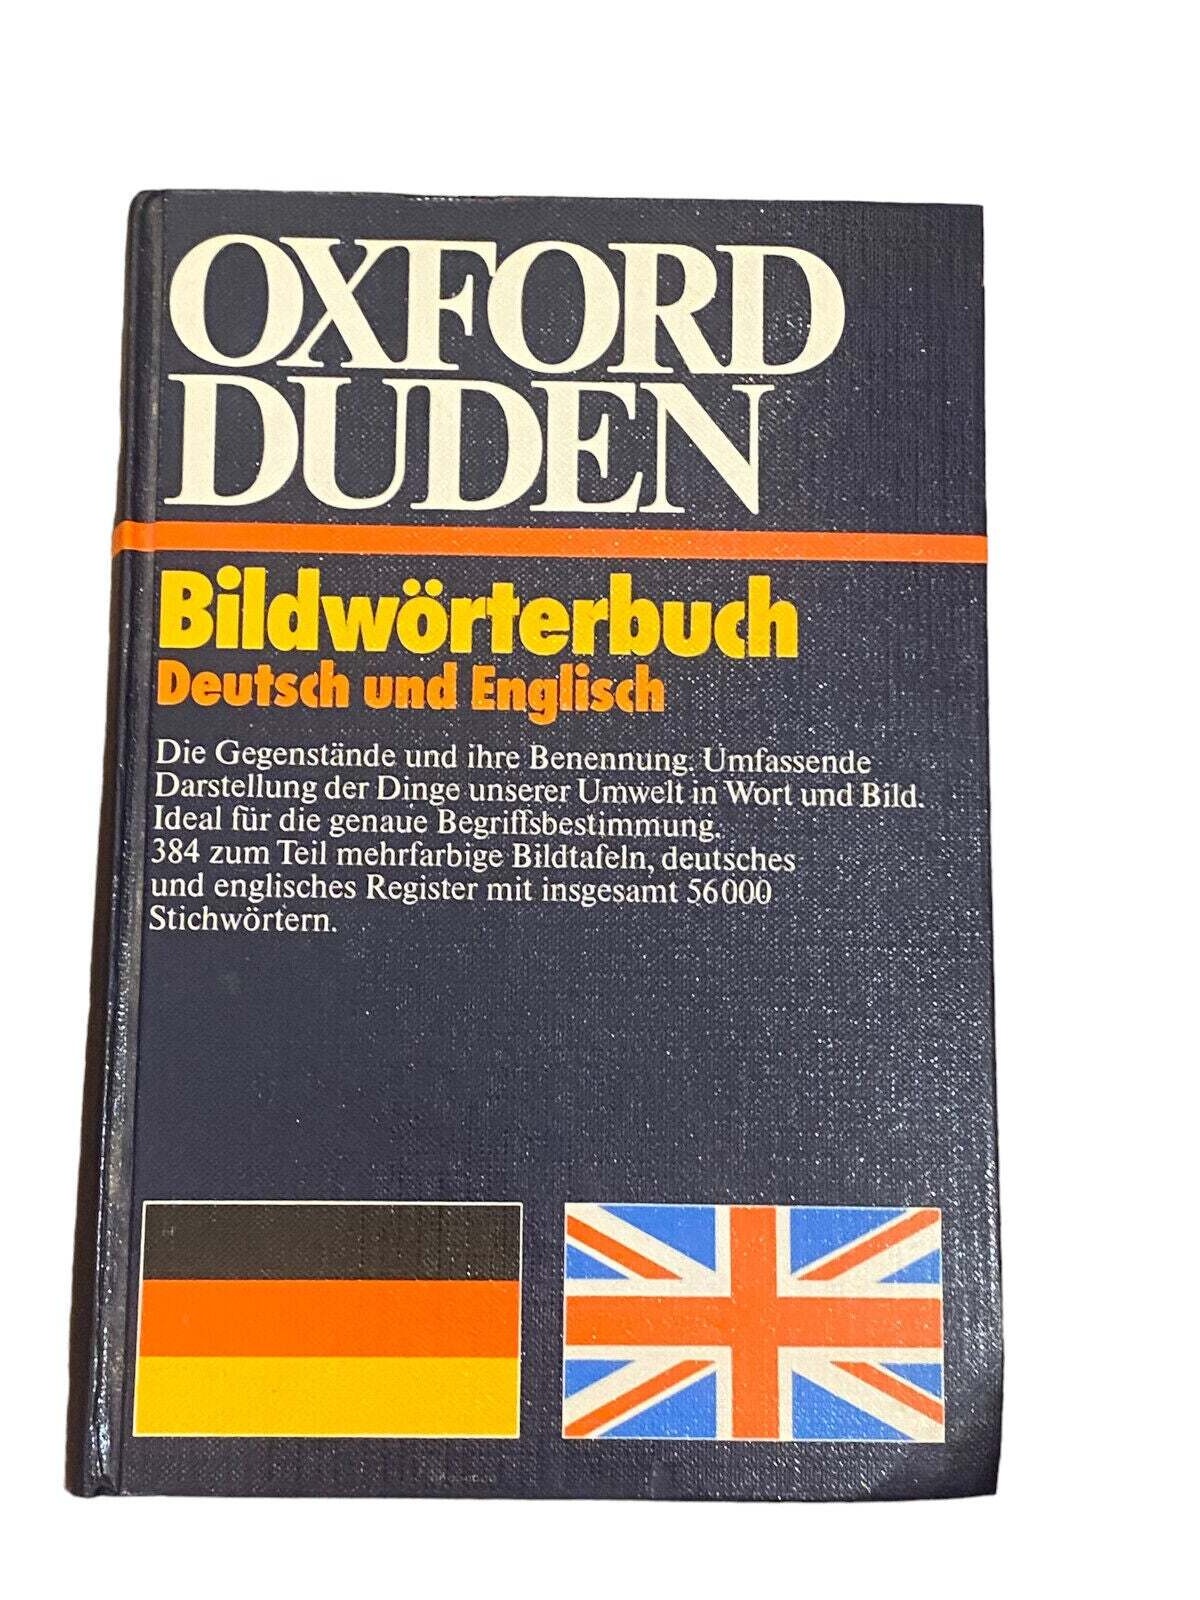 OXFORD
DUDEN
Bildwörterbuch
Deutsch und Englisch
Die Gegenstände und ihre Benennung. Umfassende
Darstellung der Dinge unserer Umwelt in Wort und Bild.
Ideal für die genaue Begriffsbestimmung.
384 zum Teil mehrfarbige Bildtafeln, deutsches
und englisches Register mit insgesamt 56000
Stichwörtern.